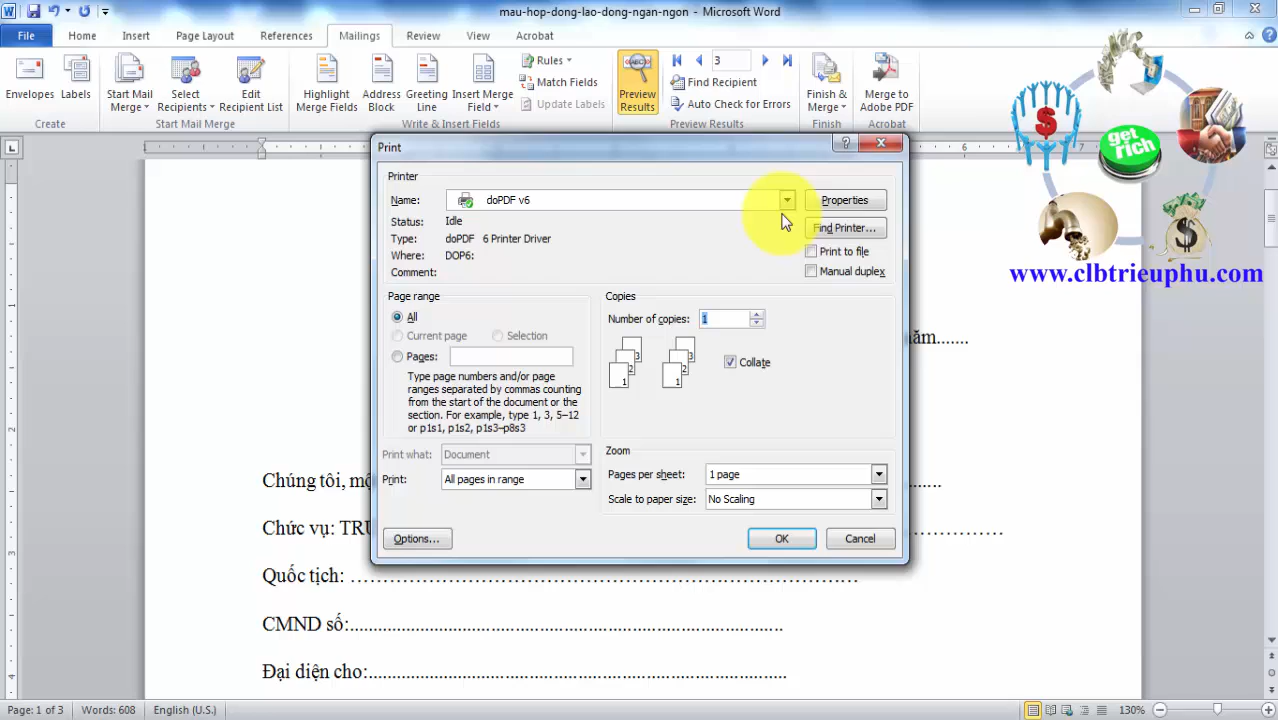 mau-hop-dong-lao-dong-ngan-ngon - Microsoft Word
File Home Insert Page Layout References Mailings Review View Acrobat
Envelopes Labels
Start Mail Merge
Select Recipients
Edit Recipient List
Highlight Merge Fields
Address Block
Greeting Line
Insert Merge Field
Rules
Match Fields
Update Labels
Preview Results
3
Find Recipient
Auto Check for Errors
Finish & Merge
Merge to Adobe PDF
Create Start Mail Merge Write & Insert Fields Preview Results Finish Acrobat
get rich
www.clbtrieuphu.com
Print
Printer
Name: doPDF v6 Properties
Status: Idle Find Printer...
Type: doPDF 6 Printer Driver
Where: DOP6:
Comment:
Print to file
Manual duplex
Page range
All
Current page Selection
Pages:
Type page numbers and/or page
ranges separated by commas counting
from the start of the document or the
section. For example, type 1, 3, 5–12
or p1s1, p1s2, p1s3–p8s3
Copies
Number of copies: 1
Collate
Print what: Document
Print: All pages in range
Zoom
Pages per sheet: 1 page
Scale to paper size: No Scaling
Options... OK Cancel
năm.......
Chúng tôi,
Chức vụ:
Quốc tịch: ……………………………………………………………
CMND số:.....................................................................................
Đại diện cho:.................................................................................
Page: 1 of 3 Words: 608 English (U.S.) 130%